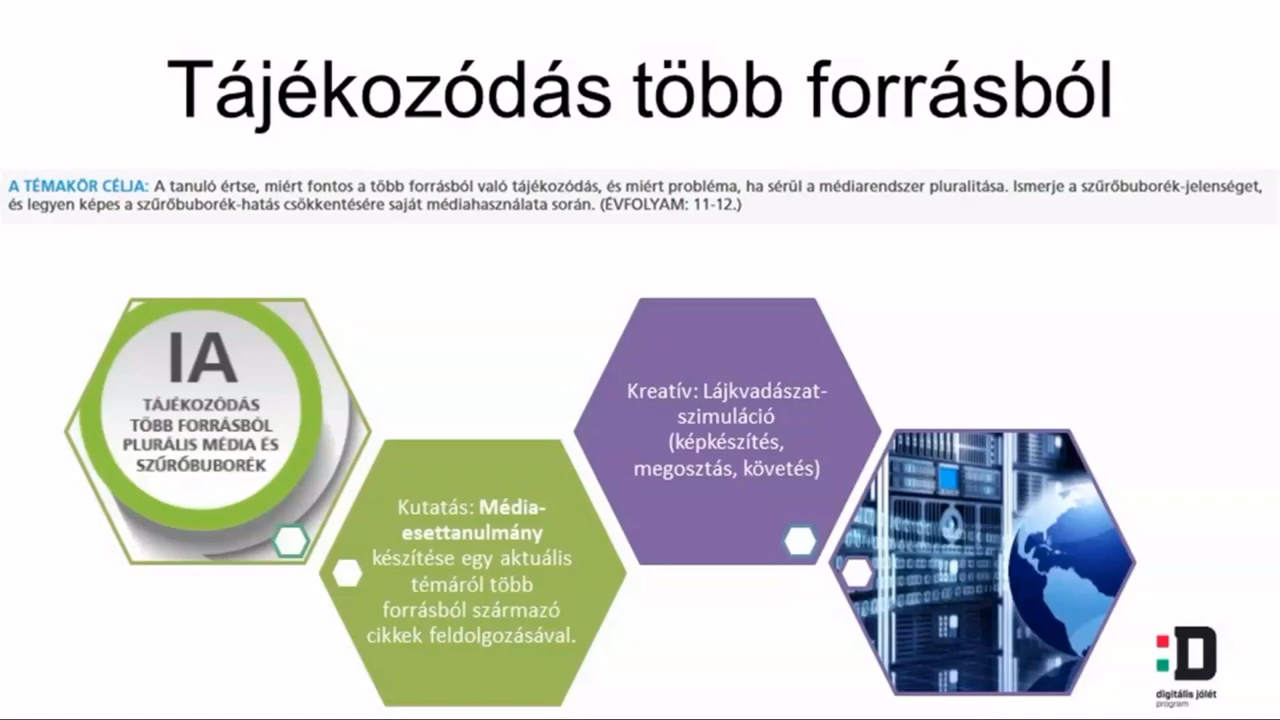 Tájékozódás több forrásból
A TÉMAKÖR CÉLJA: A tanuló értse, miért fontos a több forrásból való tájékozódás, és miért probléma, ha sérül a médiarendszer pluralitása. Ismerje a szűrőbuborék-jelenséget,
és legyen képes a szűrőbuborék-hatás csökkentésére saját médiahasználata során. (ÉVFOLYAM: 11-12.)
IA
TÁJÉKOZÓDÁS
TÖBB FORRÁSBÓL
PLURÁLIS MÉDIA ÉS
SZŰRŐBUBORÉK
Kutatás: Média-
esettanulmány
készítése egy aktuális
témáról több
forrásból származó
cikkek feldolgozásával.
Kreatív: Lájkvadászat-
szimuláció
(képkészítés,
megosztás, követés)
:D
digitális jólét
program